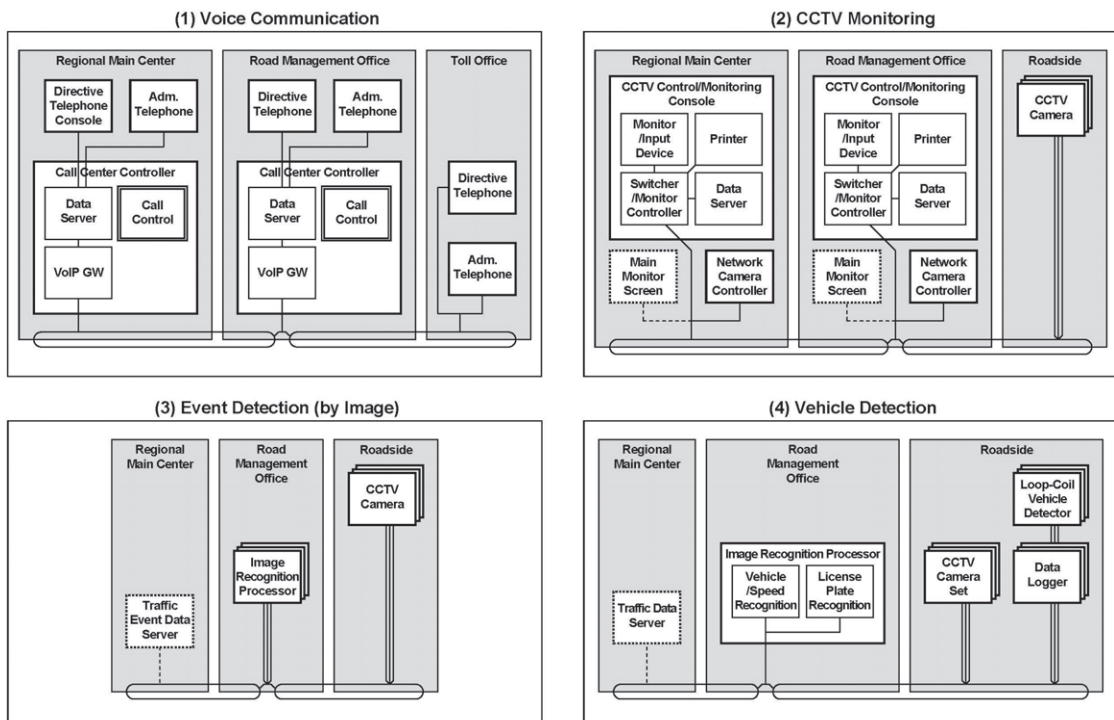 (1) Voice Communication
Regional Main Center
Directive
Telephone
Console
Adm.
Telephone
Call Center Controller
Data
Server
Call
Control
VoIP GW
Road Management Office
Directive
Telephone
Adm.
Telephone
Call Center Controller
Data
Server
Call
Control
VoIP GW
Toll Office
Directive
Telephone
Adm.
Telephone
(2) CCTV Monitoring
Regional Main Center
CCTV Control/Monitoring
Console
Monitor
/Input
Device
Printer
Switcher
/Monitor
Controller
Data
Server
Main
Monitor
Screen
Network
Camera
Controller
Road Management Office
CCTV Control/Monitoring
Console
Monitor
/Input
Device
Printer
Switcher
/Monitor
Controller
Data
Server
Main
Monitor
Screen
Network
Camera
Controller
Roadside
CCTV
Camera
(3) Event Detection (by Image)
Regional
Main Center
Traffic
Event Data
Server
Road
Management
Office
Image
Recognition
Processor
Roadside
CCTV
Camera
(4) Vehicle Detection
Regional
Main Center
Traffic Data
Server
Road
Management
Office
Image Recognition Processor
Vehicle
/Speed
Recognition
License
Plate
Recognition
Roadside
Loop-Coil
Vehicle
Detector
CCTV
Camera
Set
Data
Logger